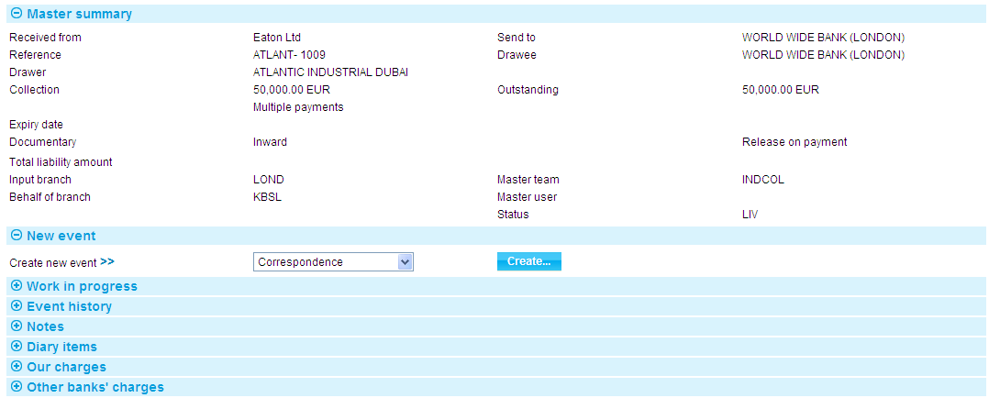 Master summary
Received from Eaton Ltd Send to WORLD WIDE BANK (LONDON)
Reference ATLANT- 1009 Drawee WORLD WIDE BANK (LONDON)
Drawer ATLANTIC INDUSTRIAL DUBAI
Collection 50,000.00 EUR Outstanding 50,000.00 EUR
Multiple payments
Expiry date
Documentary Inward Release on payment
Total liability amount
Input branch LOND Master team INDCOL
Behalf of branch KBSL Master user
Status LIV
New event
Create new event >> Correspondence Create...
Work in progress
Event history
Notes
Diary items
Our charges
Other banks' charges